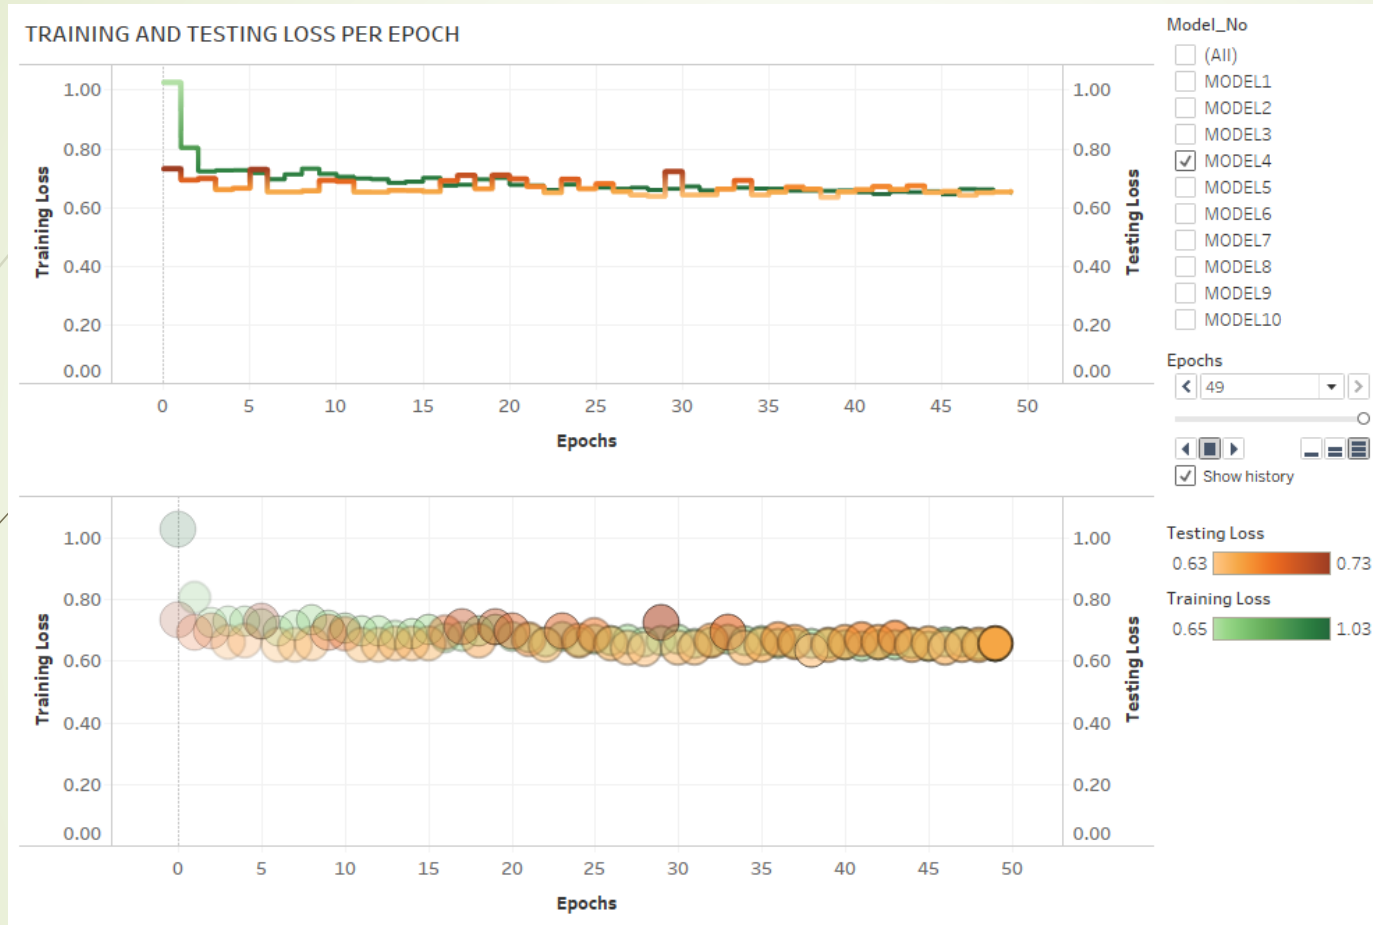 TRAINING AND TESTING LOSS PER EPOCH
1.00
0.80
0.60
0.40
0.20
0.00
Training Loss
1.00
0.80
0.60
0.40
0.20
0.00
Testing Loss
0 5 10 15 20 25 30 35 40 45 50
Epochs
1.00
0.80
0.60
0.40
0.20
0.00
Training Loss
1.00
0.80
0.60
0.40
0.20
0.00
Testing Loss
0 5 10 15 20 25 30 35 40 45 50
Epochs
Model_No
(All)
MODEL1
MODEL2
MODEL3
MODEL4
MODEL5
MODEL6
MODEL7
MODEL8
MODEL9
MODEL10
Epochs
49
Show history
Testing Loss
0.63 0.73
Training Loss
0.65 1.03